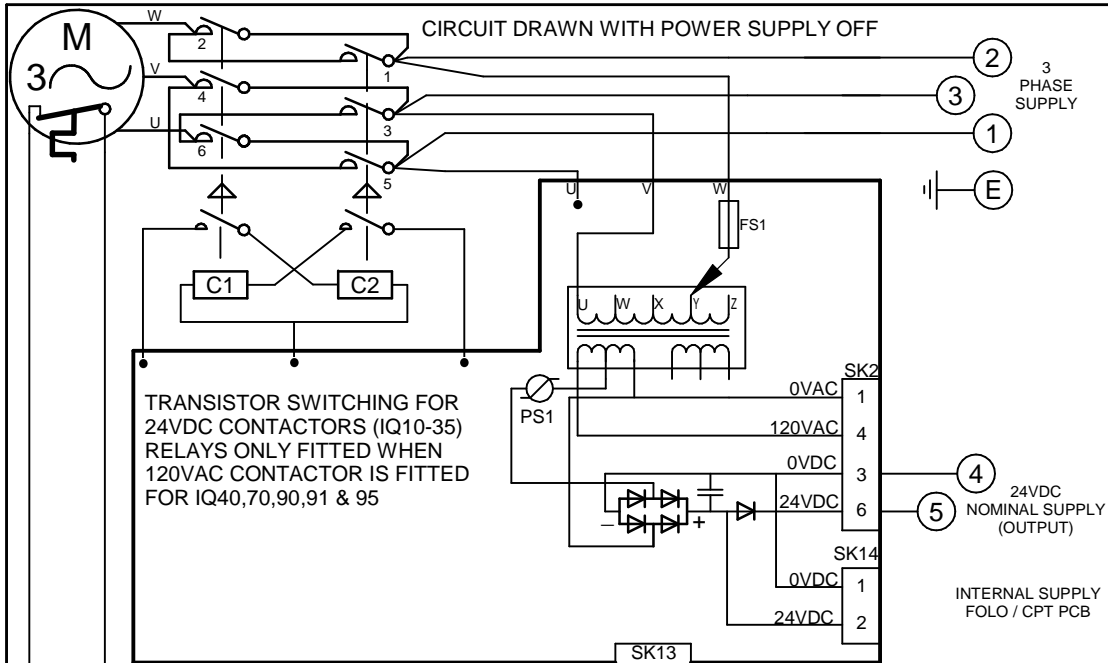 CIRCUIT DRAWN WITH POWER SUPPLY OFF
W
M
3
V
U
2
1
4
3
6
5
2
3
PHASE
SUPPLY
3
1
E
U
V
W
FS1
C1
C2
U
W
X
Y
Z
TRANSISTOR SWITCHING FOR
24VDC CONTACTORS (IQ10-35)
RELAYS ONLY FITTED WHEN
120VAC CONTACTOR IS FITTED
FOR IQ40,70,90,91 & 95
PS1
SK2
0VAC
1
120VAC
4
0VDC
3
24VDC
6
– +
4
5
24VDC
NOMINAL SUPPLY
(OUTPUT)
SK14
0VDC
1
24VDC
2
INTERNAL SUPPLY
FOLO / CPT PCB
SK13